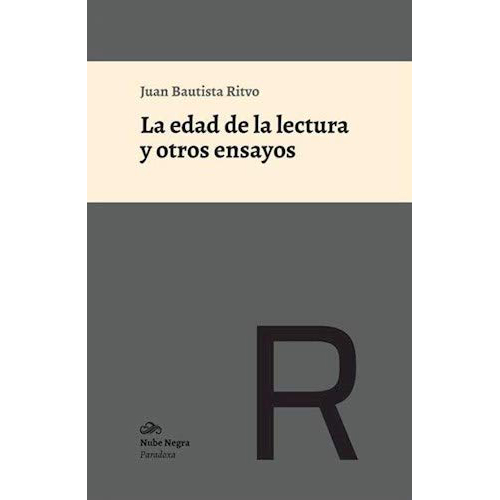 Juan Bautista Ritvo
La edad de la lectura
y otros ensayos
R
Nube Negra
Paradoxa